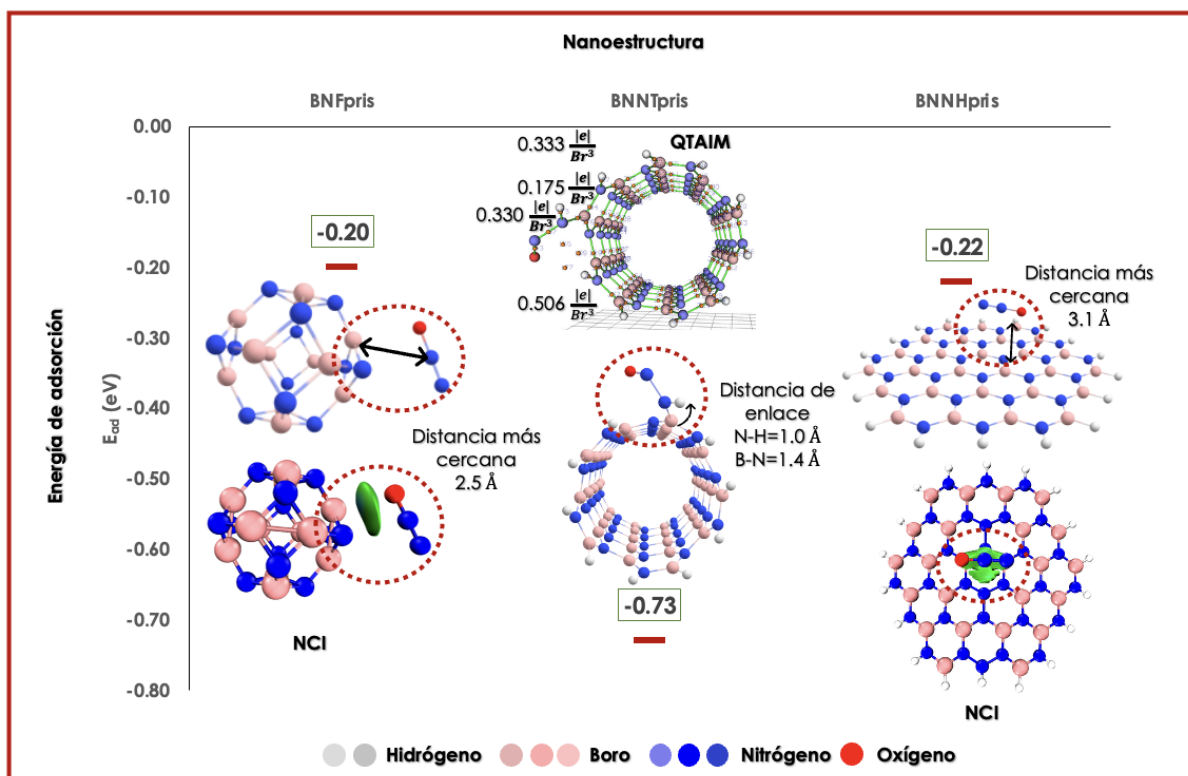 Nanoestructura
BNFpris
BNNTpris
BNNHpris
Energía de adsorción
E_ad (eV)
0.00
-0.10
-0.20
-0.30
-0.40
-0.50
-0.60
-0.70
-0.80
-0.20
Distancia más
cercana
2.5 Å
NCI
QTAIM
0.333 |e|/Br³
0.175 |e|/Br³
0.330 |e|/Br³
0.506 |e|/Br³
Distancia de
enlace
N-H=1.0 Å
B-N=1.4 Å
-0.73
-0.22
Distancia más
cercana
3.1 Å
NCI
Hidrógeno Boro Nitrógeno Oxígeno